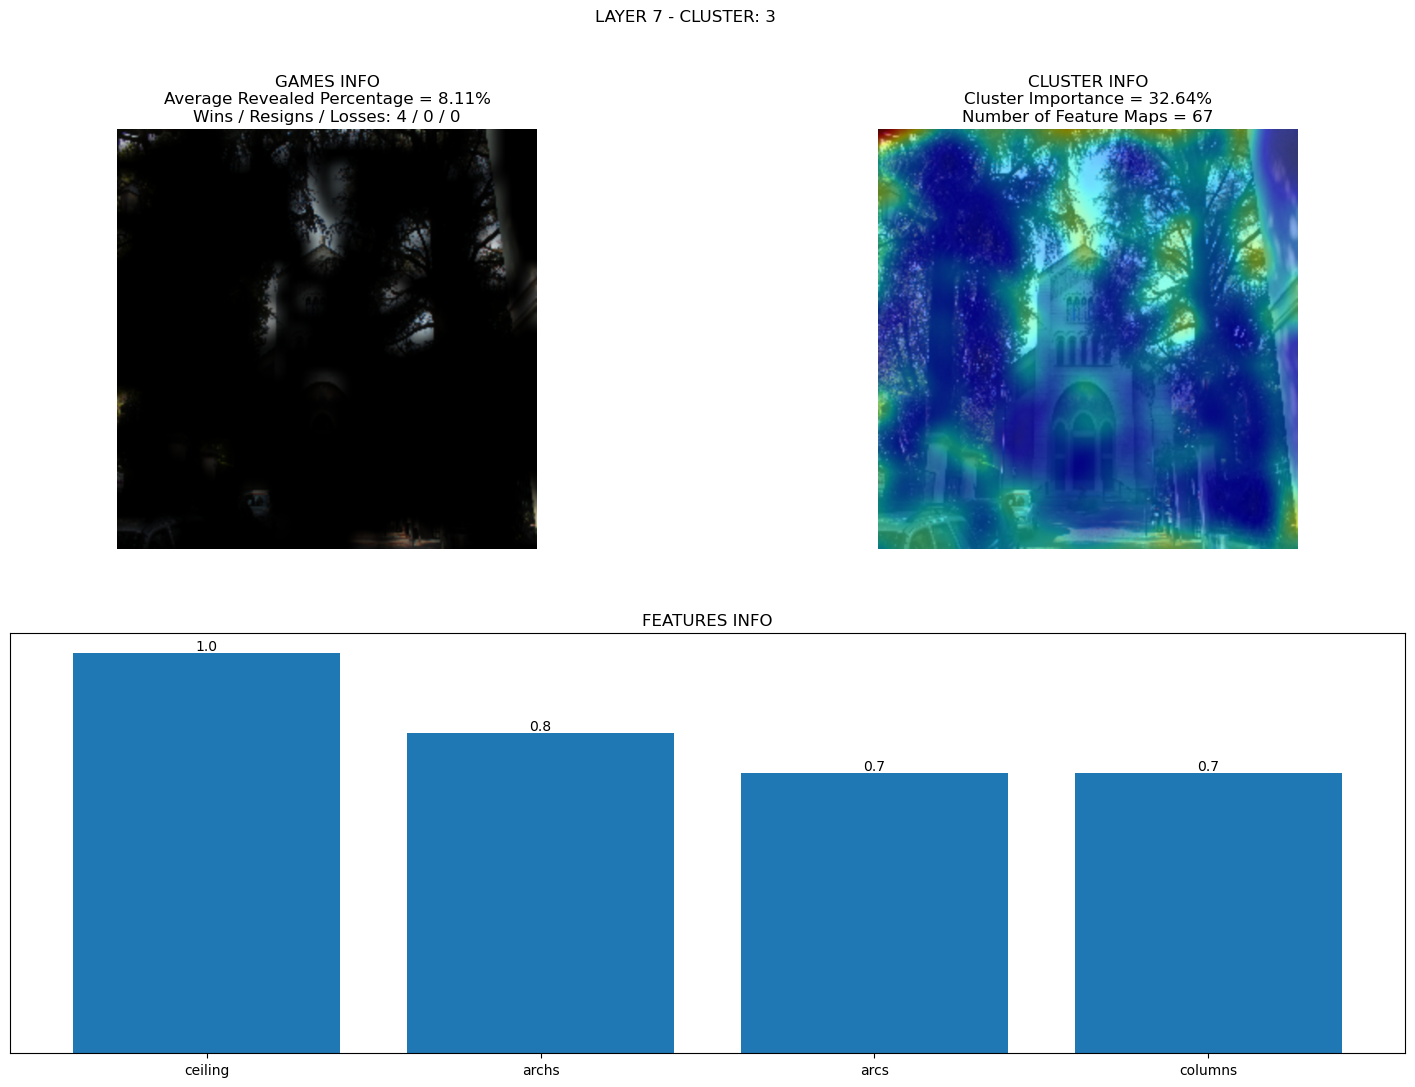 LAYER 7 - CLUSTER: 3
GAMES INFO
Average Revealed Percentage = 8.11%
Wins / Resigns / Losses: 4 / 0 / 0
CLUSTER INFO
Cluster Importance = 32.64%
Number of Feature Maps = 67
FEATURES INFO
1.0
0.8
0.7
0.7
ceiling
archs
arcs
columns